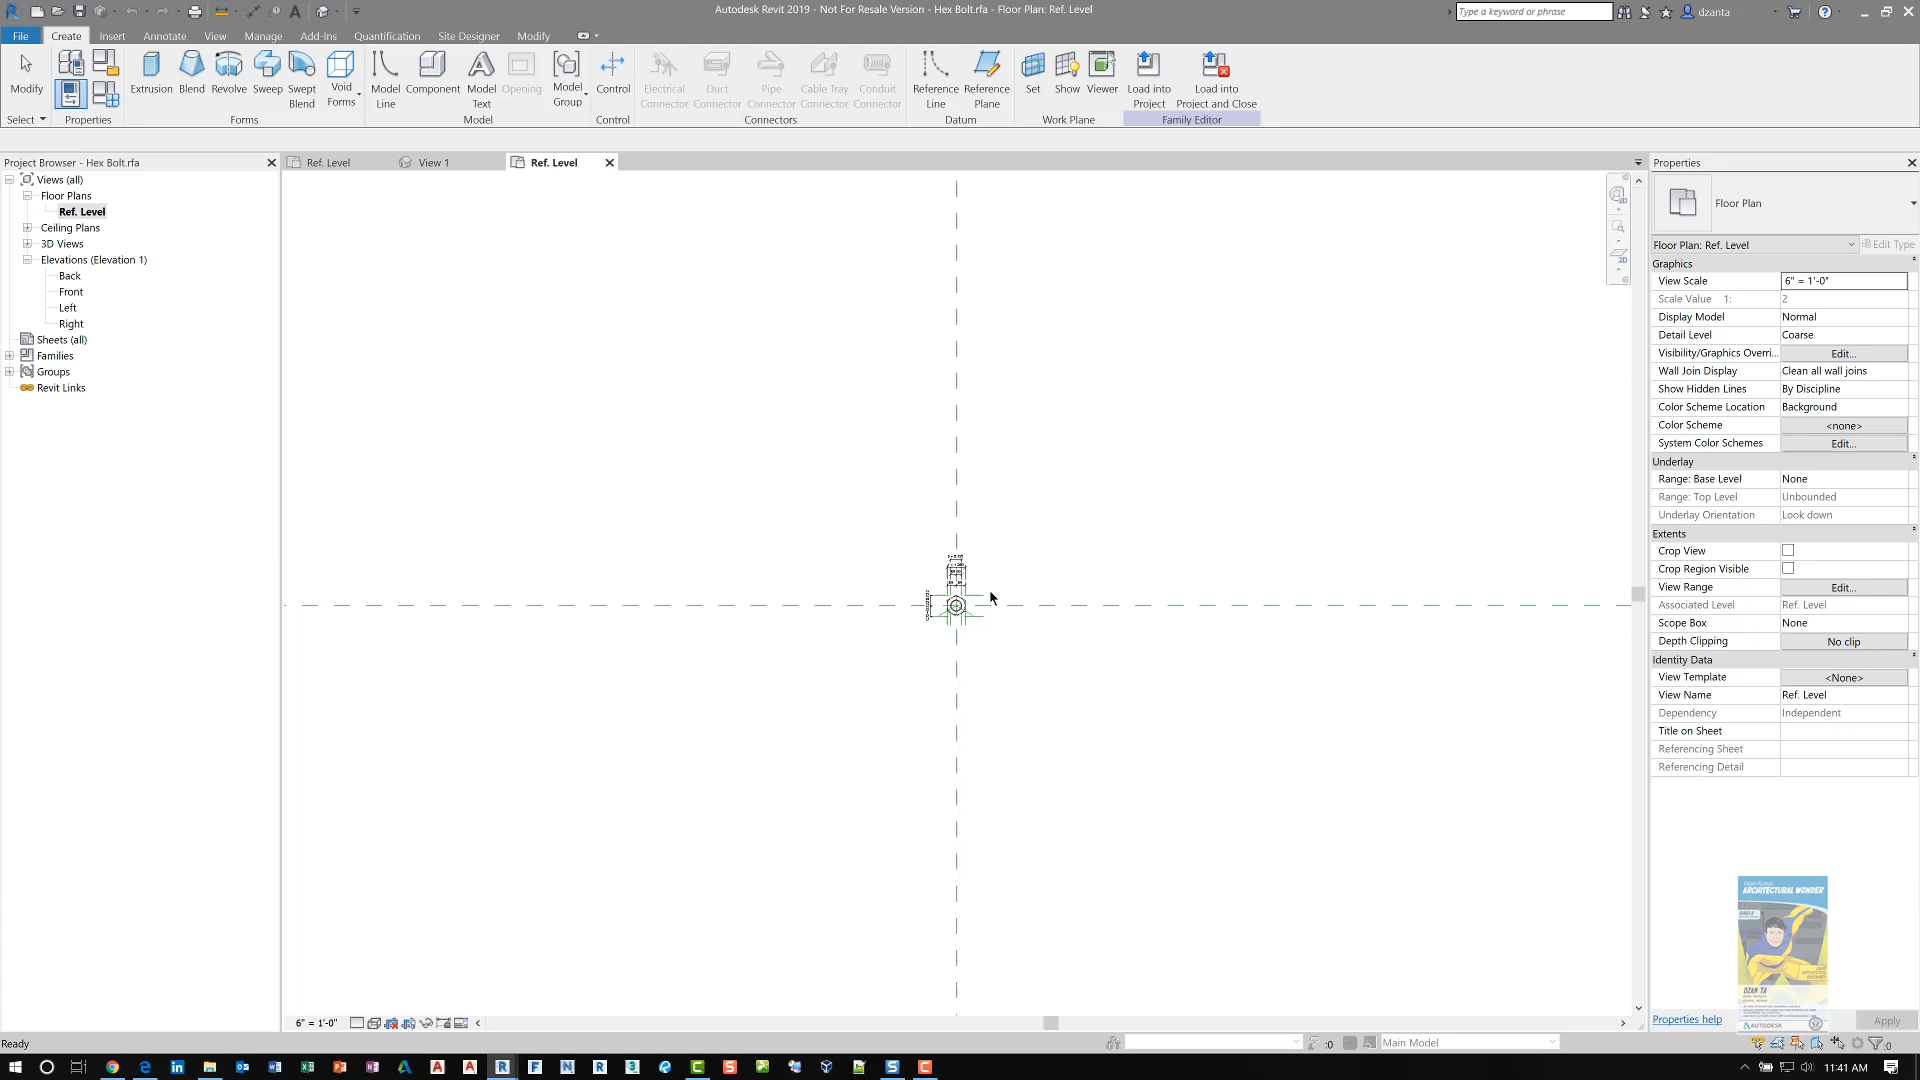 Autodesk Revit 2019 - Not For Resale Version - Hex Bolt.rfa - Floor Plan: Ref. Level
Type a keyword or phrase
dzanta
File Create Insert Annotate View Manage Add-Ins Quantification Site Designer Modify
Modify
Extrusion Blend Revolve Sweep Swept Blend Void Forms
Model Line Component Model Text Opening Model Group
Control
Electrical Connector Duct Connector Pipe Connector Cable Tray Connector Conduit Connector
Reference Line Reference Plane
Set Show Viewer
Load into Project Load into Project and Close
Select Properties Forms Model Control Connectors Datum Work Plane Family Editor
Project Browser - Hex Bolt.rfa
Views (all)
Floor Plans
Ref. Level
Ceiling Plans
3D Views
Elevations (Elevation 1)
Back
Front
Left
Right
Sheets (all)
Families
Groups
Revit Links
Ref. Level View 1 Ref. Level
2D
2D
Properties
Floor Plan
Floor Plan: Ref. Level Edit Type
Graphics
View Scale 6" = 1'-0"
Scale Value 1: 2
Display Model Normal
Detail Level Coarse
Visibility/Graphics Overri... Edit...
Wall Join Display Clean all wall joins
Show Hidden Lines By Discipline
Color Scheme Location Background
Color Scheme <none>
System Color Schemes Edit...
Underlay
Range: Base Level None
Range: Top Level Unbounded
Underlay Orientation Look down
Extents
Crop View
Crop Region Visible
View Range Edit...
Associated Level Ref. Level
Scope Box None
Depth Clipping No clip
Identity Data
View Template <None>
View Name Ref. Level
Dependency Independent
Title on Sheet
Referencing Sheet
Referencing Detail
ARCHITECTURAL WONDER
DZAN TA
AUTODESK
Properties help Apply
6" = 1'-0"
Ready
:0
Main Model
:0
11:41 AM